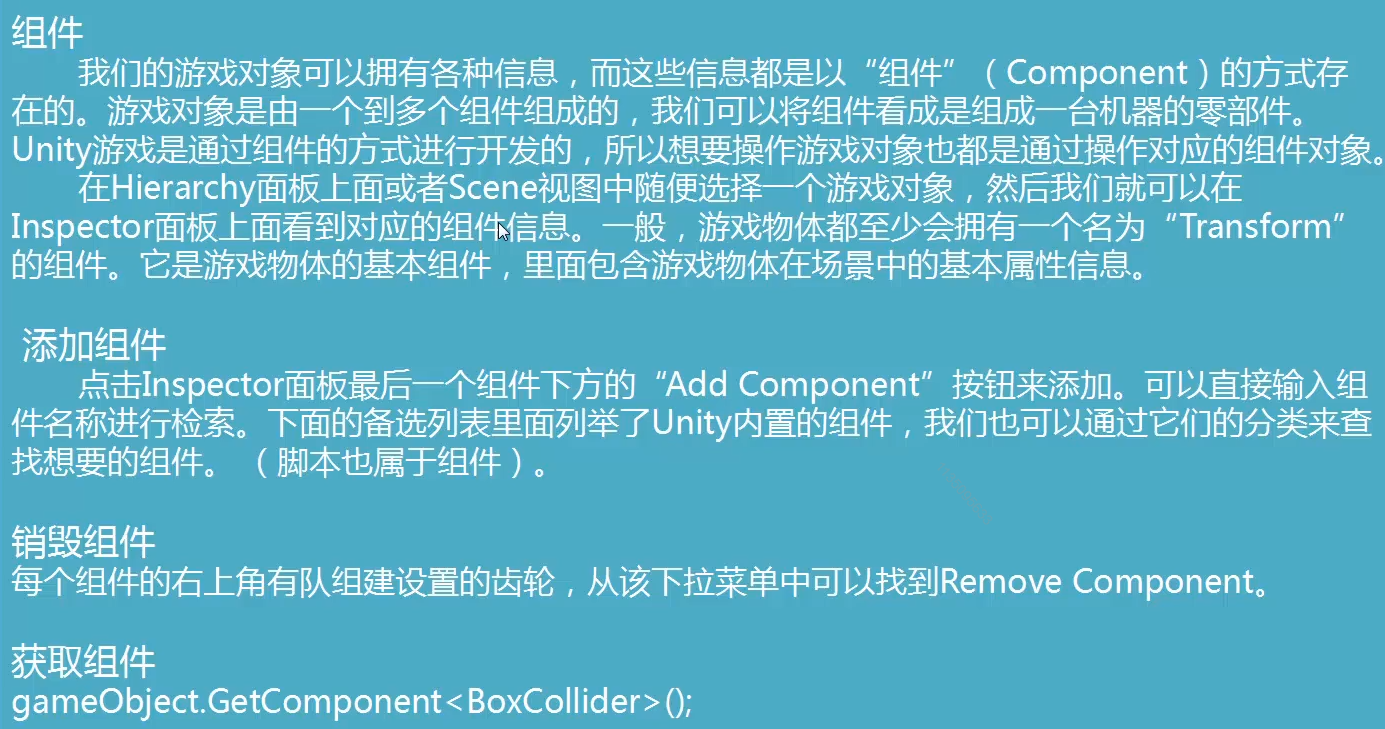 组件
我们的游戏对象可以拥有各种信息，而这些信息都是以“组件”（Component）的方式存
在的。游戏对象是由一个到多个组件组成的，我们可以将组件看成是组成一台机器的零部件。
Unity游戏是通过组件的方式进行开发的，所以想要操作游戏对象也都是通过操作对应的组件对象。
在Hierarchy面板上面或者Scene视图中随便选择一个游戏对象，然后我们就可以在
Inspector面板上面看到对应的组件信息。一般，游戏物体都至少会拥有一个名为“Transform”
的组件。它是游戏物体的基本组件，里面包含游戏物体在场景中的基本属性信息。
添加组件
点击Inspector面板最后一个组件下方的“Add Component”按钮来添加。可以直接输入组
件名称进行检索。下面的备选列表里面列举了Unity内置的组件，我们也可以通过它们的分类来查
找想要的组件。（脚本也属于组件）。
销毁组件
每个组件的右上角有队组建设置的齿轮，从该下拉菜单中可以找到Remove Component。
获取组件
gameObject.GetComponent<BoxCollider>();